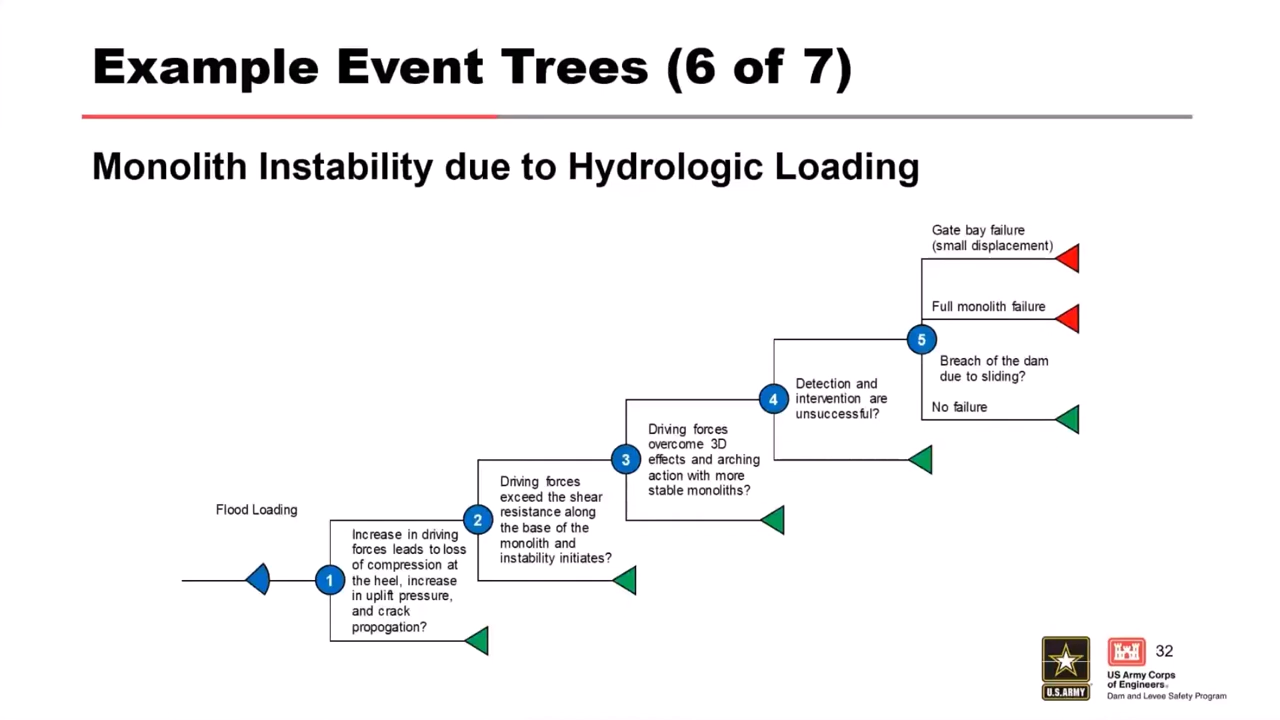 Example Event Trees (6 of 7)
Monolith Instability due to Hydrologic Loading
Flood Loading
1
Increase in driving
forces leads to loss
of compression at
the heel, increase
in uplift pressure,
and crack
propogation?
2
Driving forces
exceed the shear
resistance along
the base of the
monolith and
instability initiates?
3
Driving forces
overcome 3D
effects and arching
action with more
stable monoliths?
4
Detection and
intervention are
unsuccessful?
5
Gate bay failure
(small displacement)
Full monolith failure
Breach of the dam
due to sliding?
No failure
U.S.ARMY
US Army Corps
of Engineers®
Dam and Levee Safety Program
32